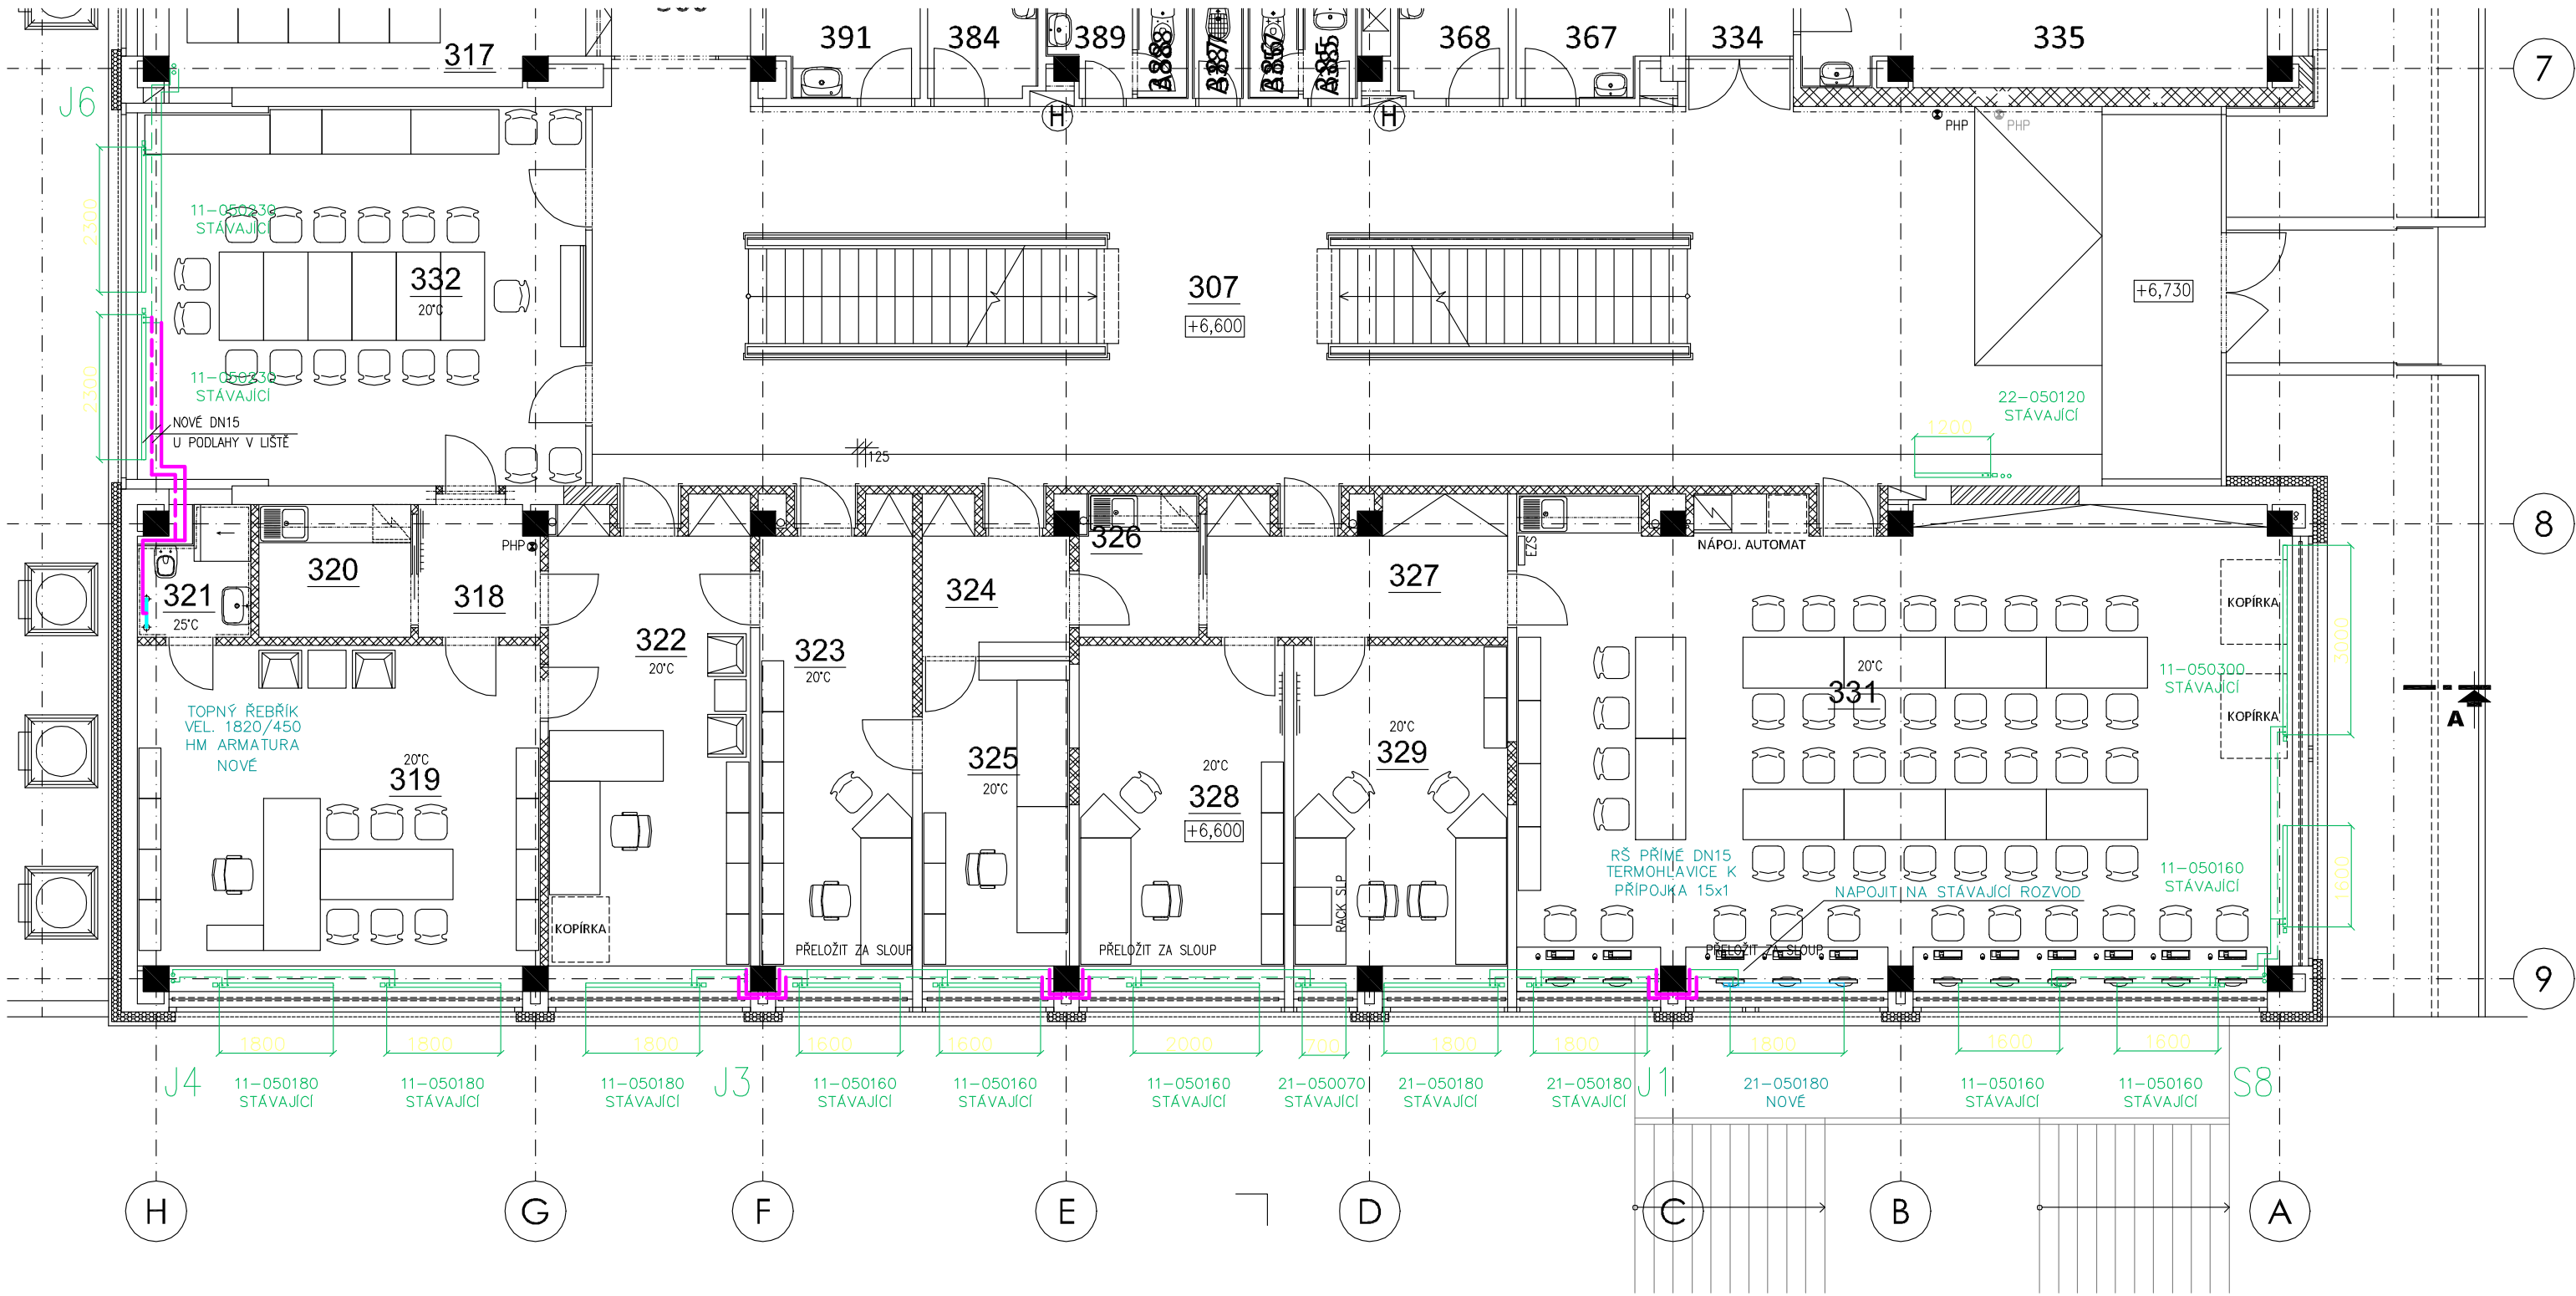 317
391
384
389
368
367
334
335
7
J6
H
H
PHP
PHP
2300
11-050230
STÁVAJÍCÍ
332
20°C
307
+6,600
+6,730
2300
11-050230
STÁVAJÍCÍ
NOVÉ DN15
U PODLAHY V LIŠTĚ
125
22-050120
STÁVAJÍCÍ
1200
8
PHP
326
EZS
NÁPOJ. AUTOMAT
320
318
321
25°C
324
327
KOPÍRKA
322
20°C
323
20°C
3000
11-050300
STÁVAJÍCÍ
20°C
331
KOPÍRKA
A
TOPNÝ ŘEBŘÍK
VEL. 1820/450
HM ARMATURA
NOVÉ
20°C
319
325
20°C
20°C
328
+6,600
20°C
329
RŠ PŘÍMÉ DN15
TERMOHLAVICE K
PŘÍPOJKA 15x1
NAPOJIT NA STÁVAJÍCÍ ROZVOD
11-050160
STÁVAJÍCÍ
1600
RACK SLP
KOPÍRKA
PŘELOŽIT ZA SLOUP
PŘELOŽIT ZA SLOUP
PŘELOŽIT ZA SLOUP
9
1800
1800
1800
1600
1600
2000
700
1800
1800
1800
1600
1600
J4
11-050180
STÁVAJÍCÍ
11-050180
STÁVAJÍCÍ
11-050180
STÁVAJÍCÍ
J3
11-050160
STÁVAJÍCÍ
11-050160
STÁVAJÍCÍ
11-050160
STÁVAJÍCÍ
21-050070
STÁVAJÍCÍ
21-050180
STÁVAJÍCÍ
21-050180
STÁVAJÍCÍ
J1
21-050180
NOVÉ
11-050160
STÁVAJÍCÍ
11-050160
STÁVAJÍCÍ
S8
H
G
F
E
D
C
B
A